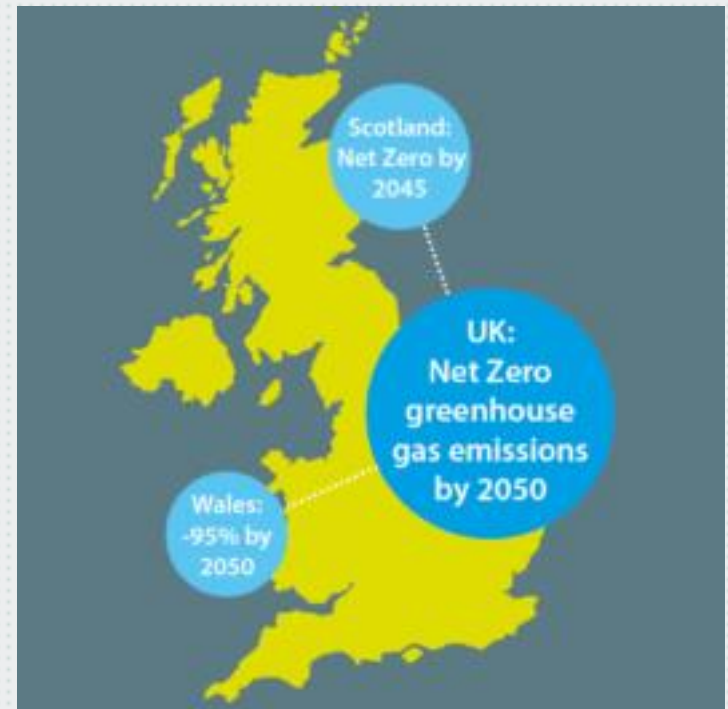 Scotland:
Net Zero by
2045
UK:
Net Zero
greenhouse
gas emissions
by 2050
Wales:
-95% by
2050